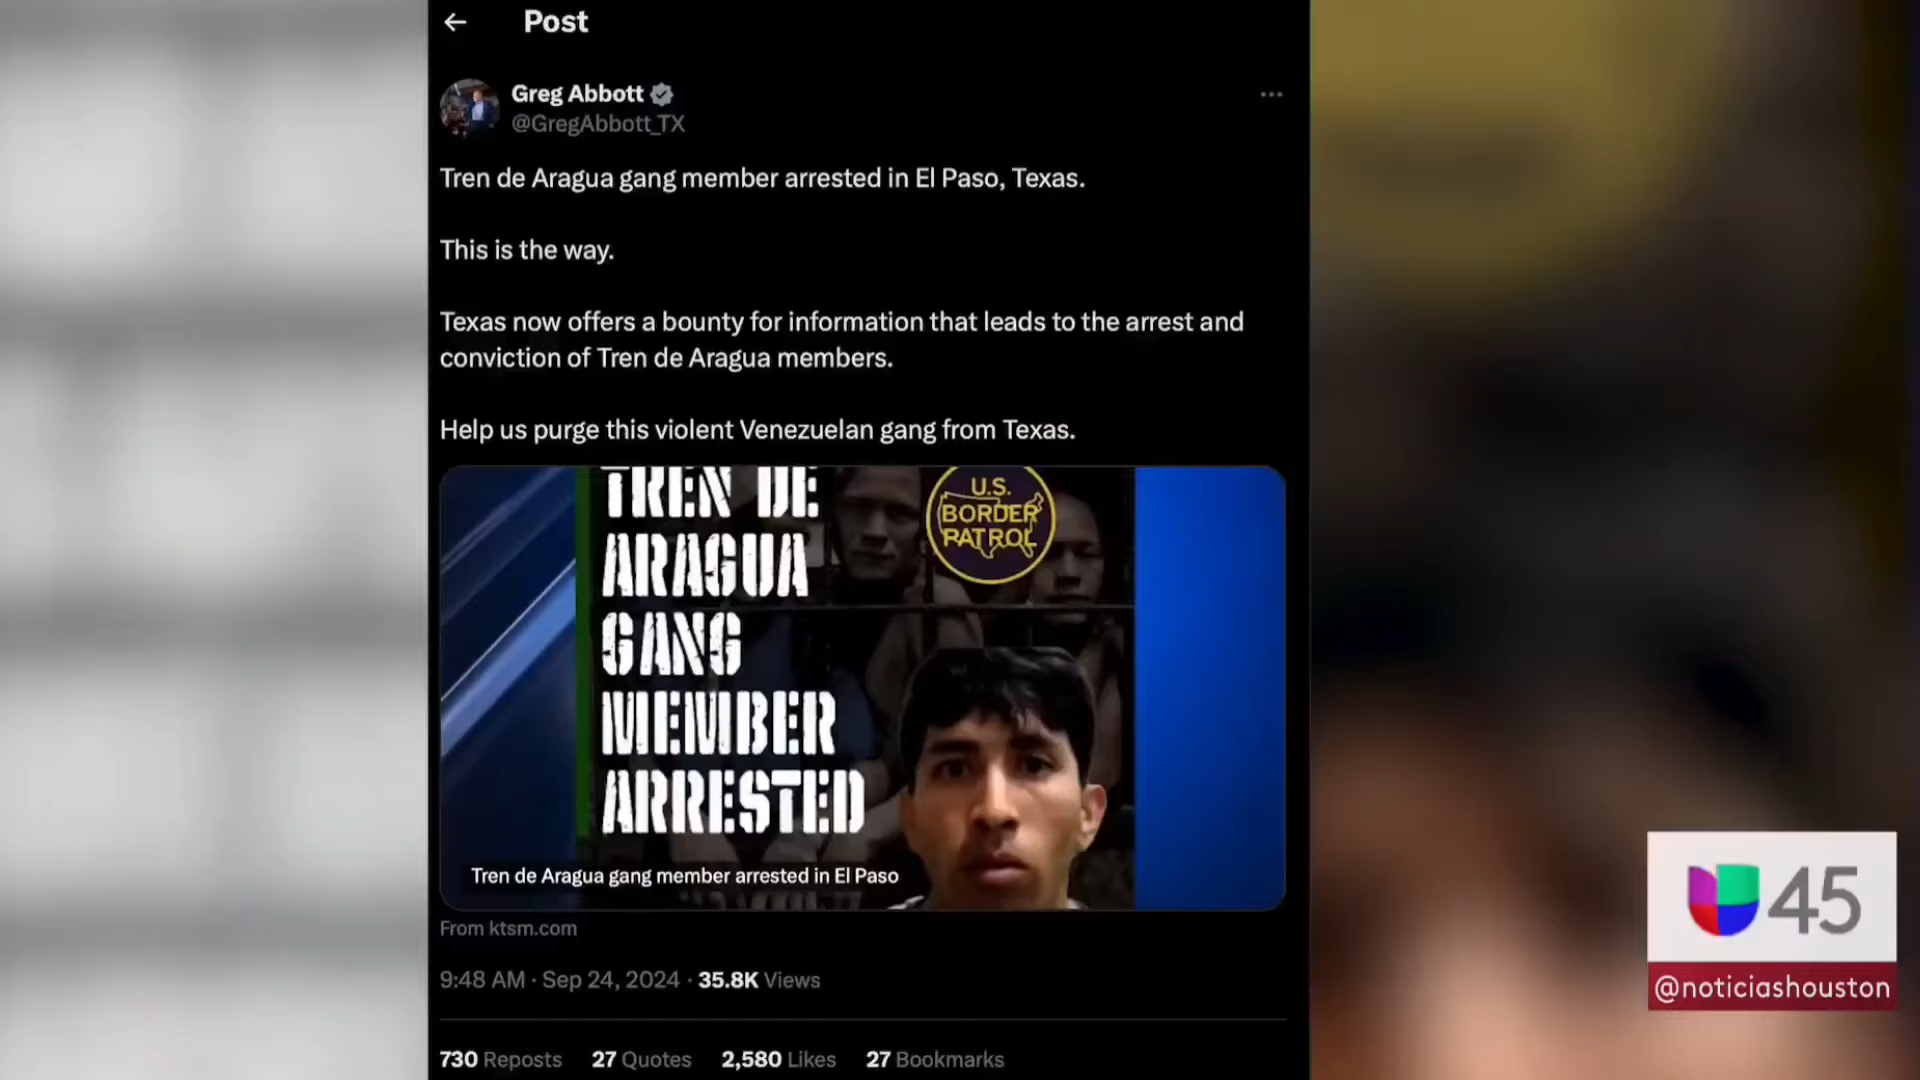 Post
Greg Abbott
@GregAbbott_TX
Tren de Aragua gang member arrested in El Paso, Texas.
This is the way.
Texas now offers a bounty for information that leads to the arrest and
conviction of Tren de Aragua members.
Help us purge this violent Venezuelan gang from Texas.
TREN DE
ARAGUA
GANG
MEMBER
ARRESTED
U.S.
BORDER
PATROL
Tren de Aragua gang member arrested in El Paso
From ktsm.com
9:48 AM · Sep 24, 2024 · 35.8K Views
730 Reposts 27 Quotes 2,580 Likes 27 Bookmarks
45
@noticiashouston